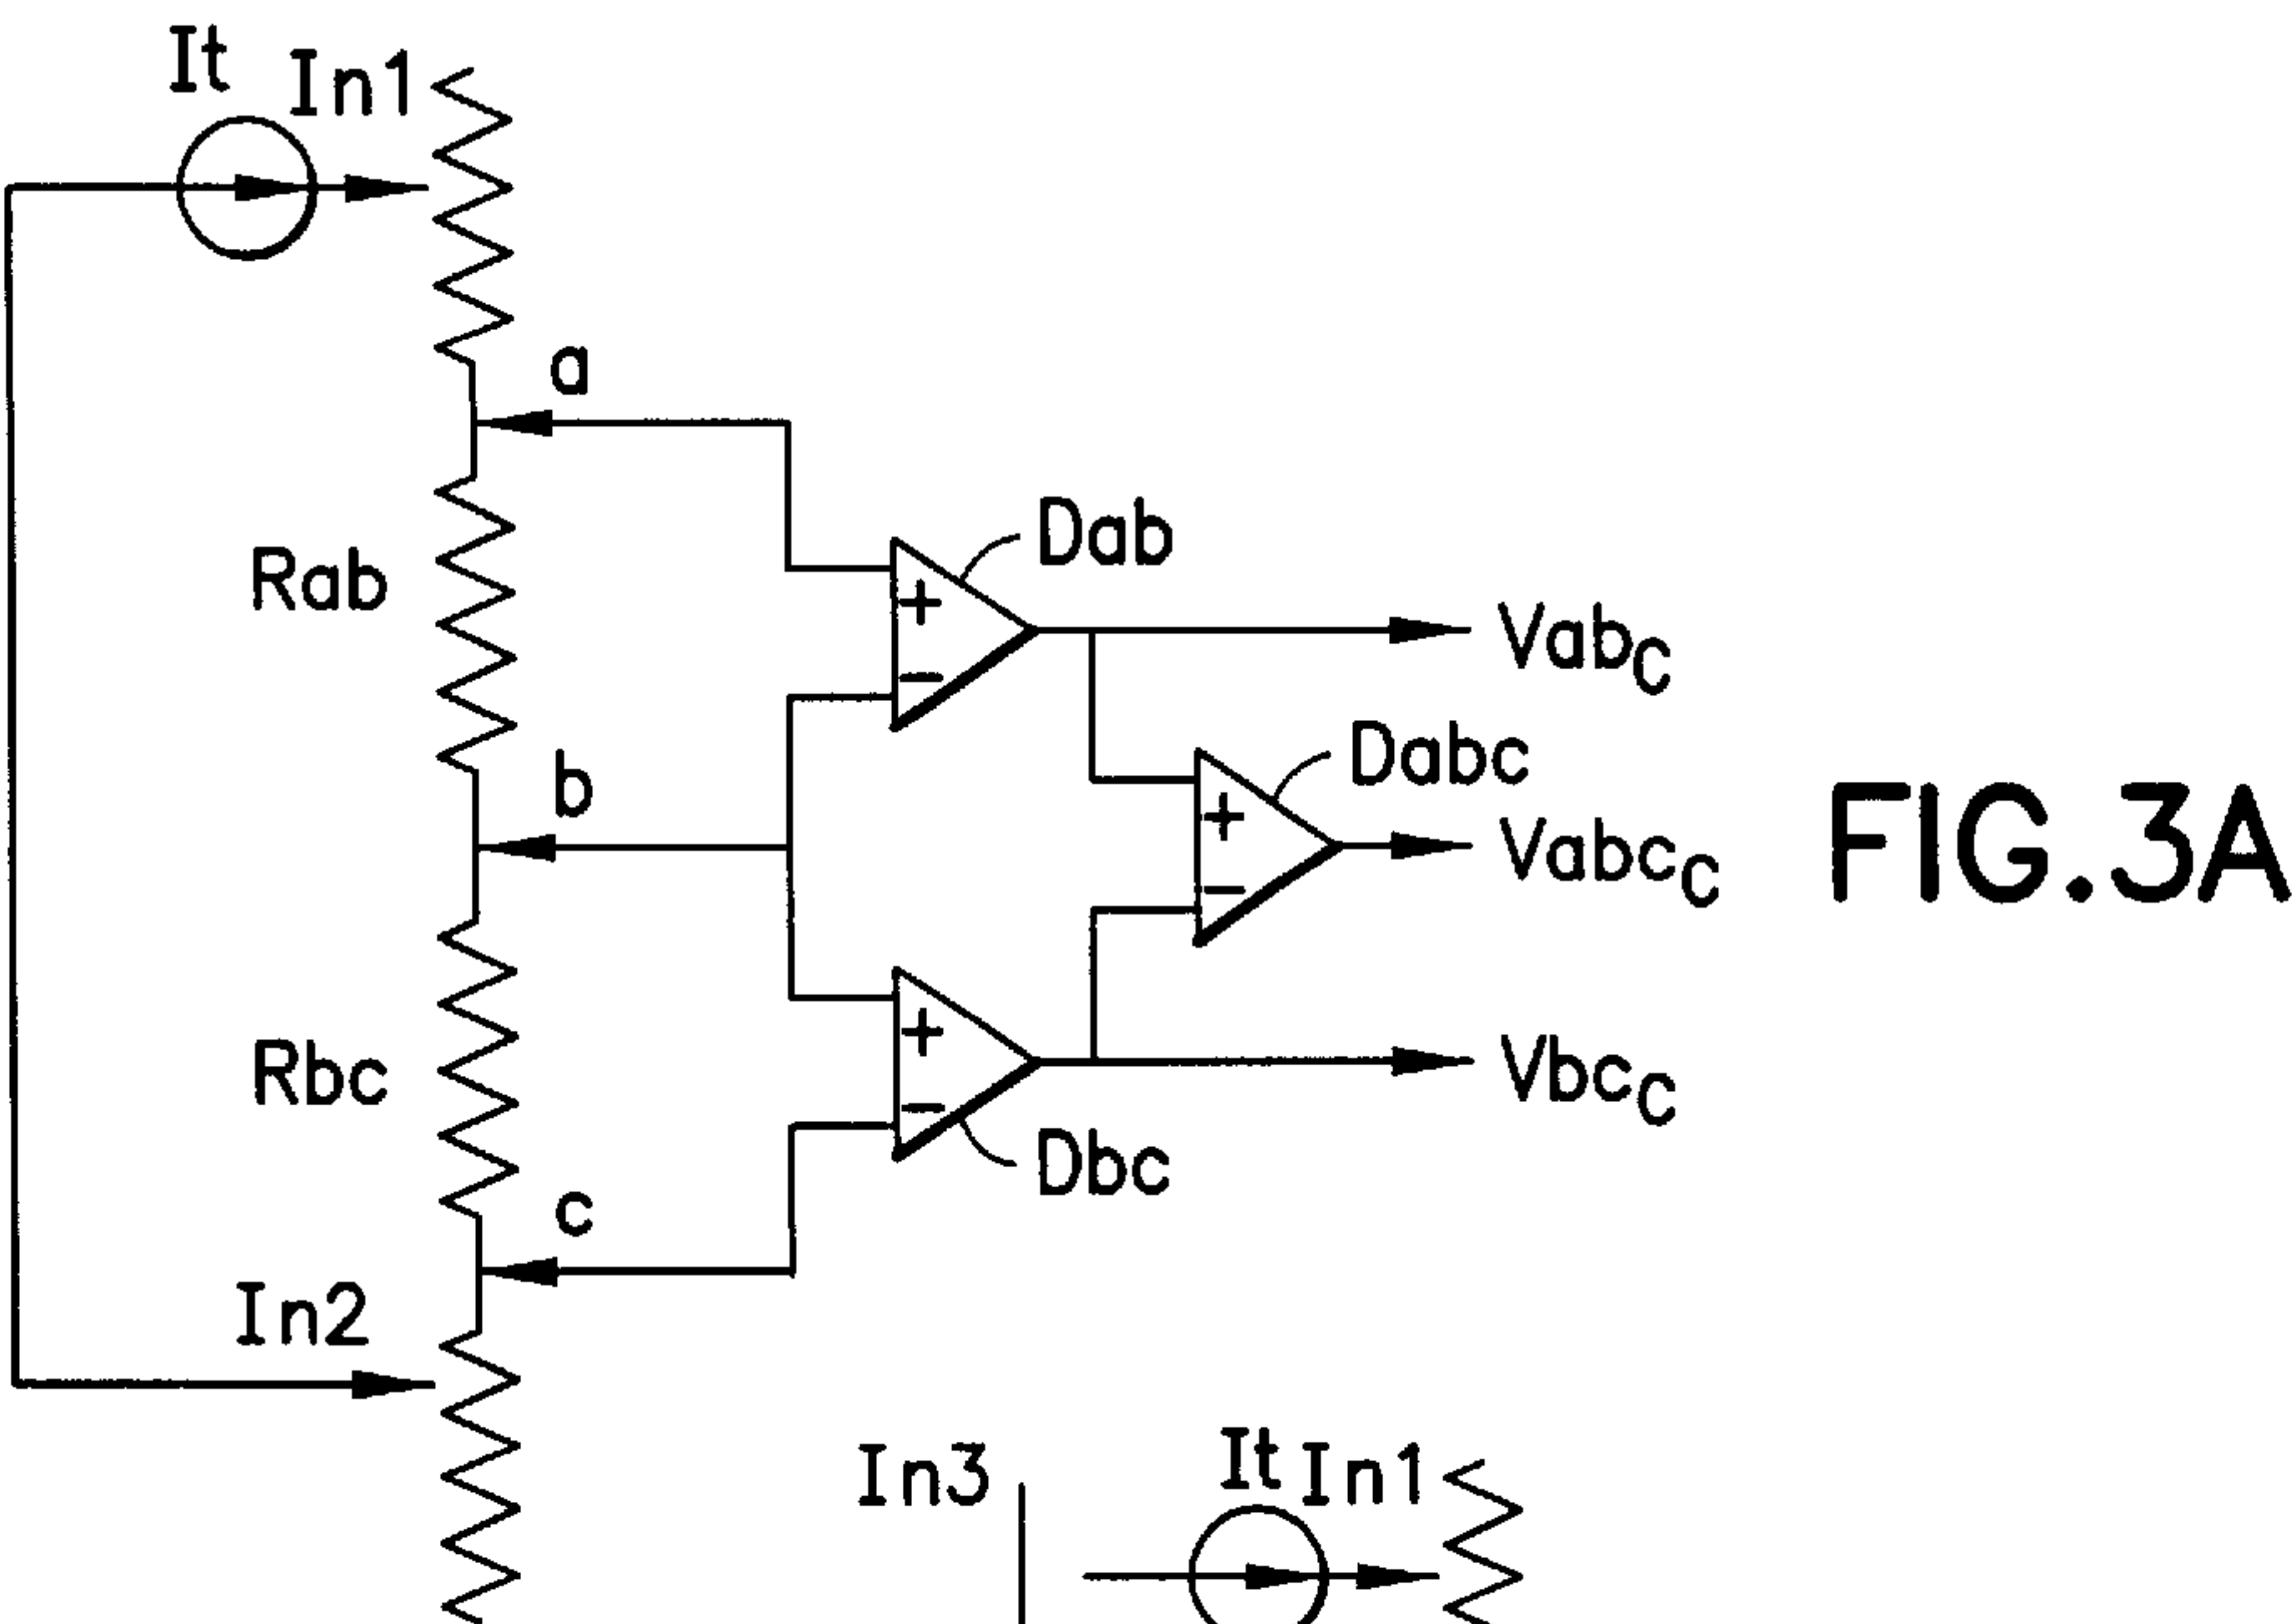 It
In1
a
Rab
Dab
+
−
Vab_C
b
Dabc
+
−
Vabc_C
FIG.3A
Rbc
+
−
Dbc
Vbc_C
c
In2
In3
It
In1